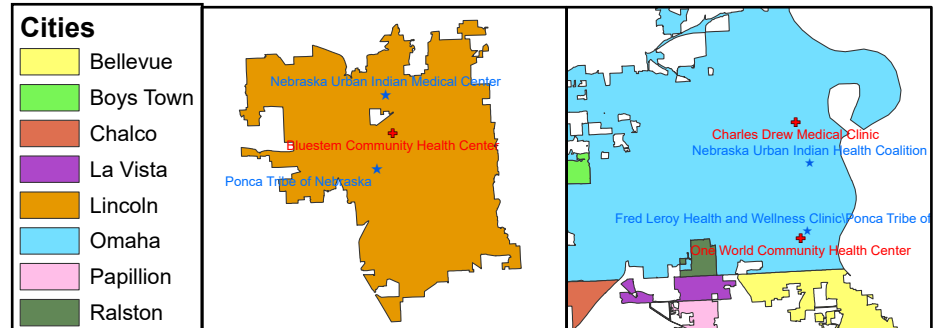 Cities
Bellevue
Boys Town
Chalco
La Vista
Lincoln
Omaha
Papillion
Ralston
Nebraska Urban Indian Medical Center
Bluestem Community Health Center
Ponca Tribe of Nebraska
Charles Drew Medical Clinic
Nebraska Urban Indian Health Coalition
Fred Leroy Health and Wellness Clinic\Ponca Tribe of
One World Community Health Center